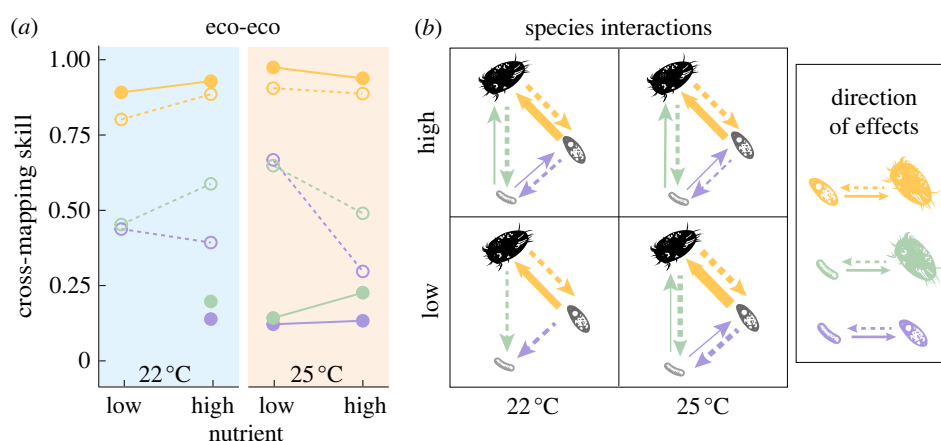 (a)
eco-eco
cross-mapping skill
1.00
0.75
0.50
0.25
0
22 °C
25 °C
low
high
low
high
nutrient
(b)
species interactions
high
low
22 °C
25 °C
direction
of effects